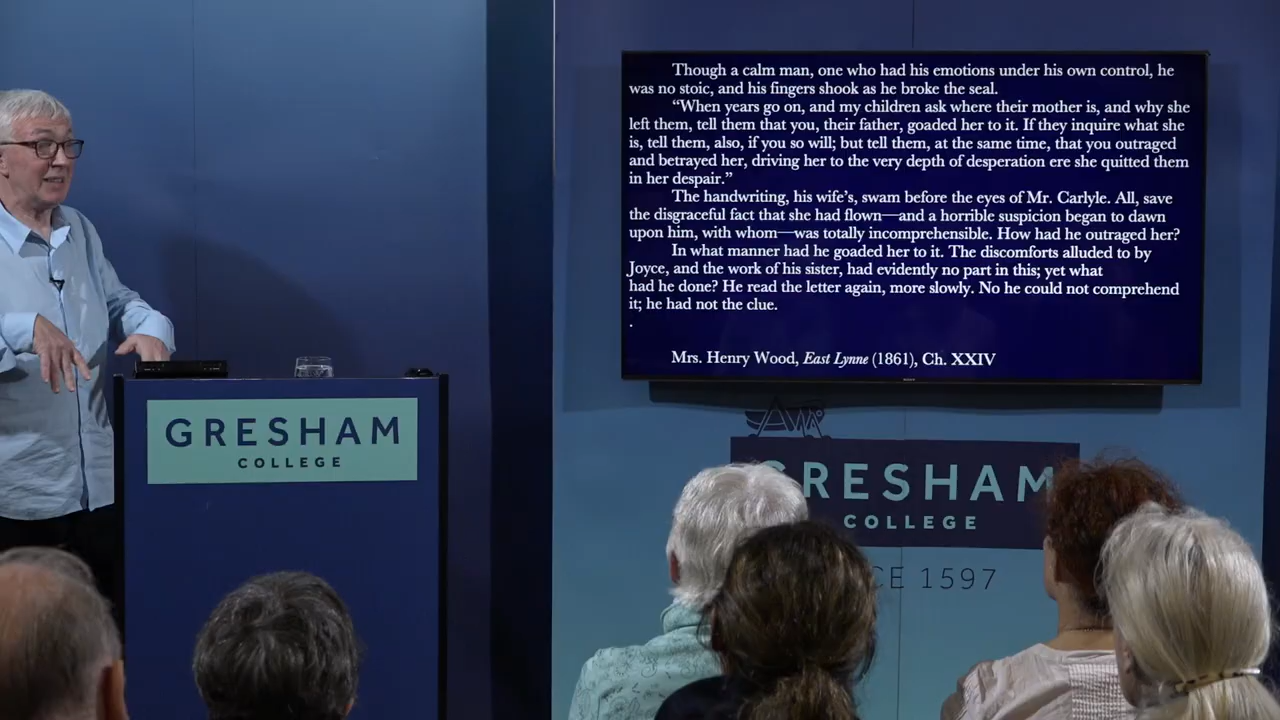 Though a calm man, one who had his emotions under his own control, he
was no stoic, and his fingers shook as he broke the seal.
“When years go on, and my children ask where their mother is, and why she
left them, tell them that you, their father, goaded her to it. If they inquire what she
is, tell them, also, if you so will; but tell them, at the same time, that you outraged
and betrayed her, driving her to the very depth of desperation ere she quitted them
in her despair.”
The handwriting, his wife’s, swam before the eyes of Mr. Carlyle. All, save
the disgraceful fact that she had flown—and a horrible suspicion began to dawn
upon him, with whom—was totally incomprehensible. How had he outraged her?
In what manner had he goaded her to it. The discomforts alluded to by
Joyce, and the work of his sister, had evidently no part in this; yet what
had he done? He read the letter again, more slowly. No he could not comprehend
it; he had not the clue.
.
Mrs. Henry Wood, East Lynne (1861), Ch. XXIV
GRESHAM
COLLEGE
GRESHAM
COLLEGE
CE 1597